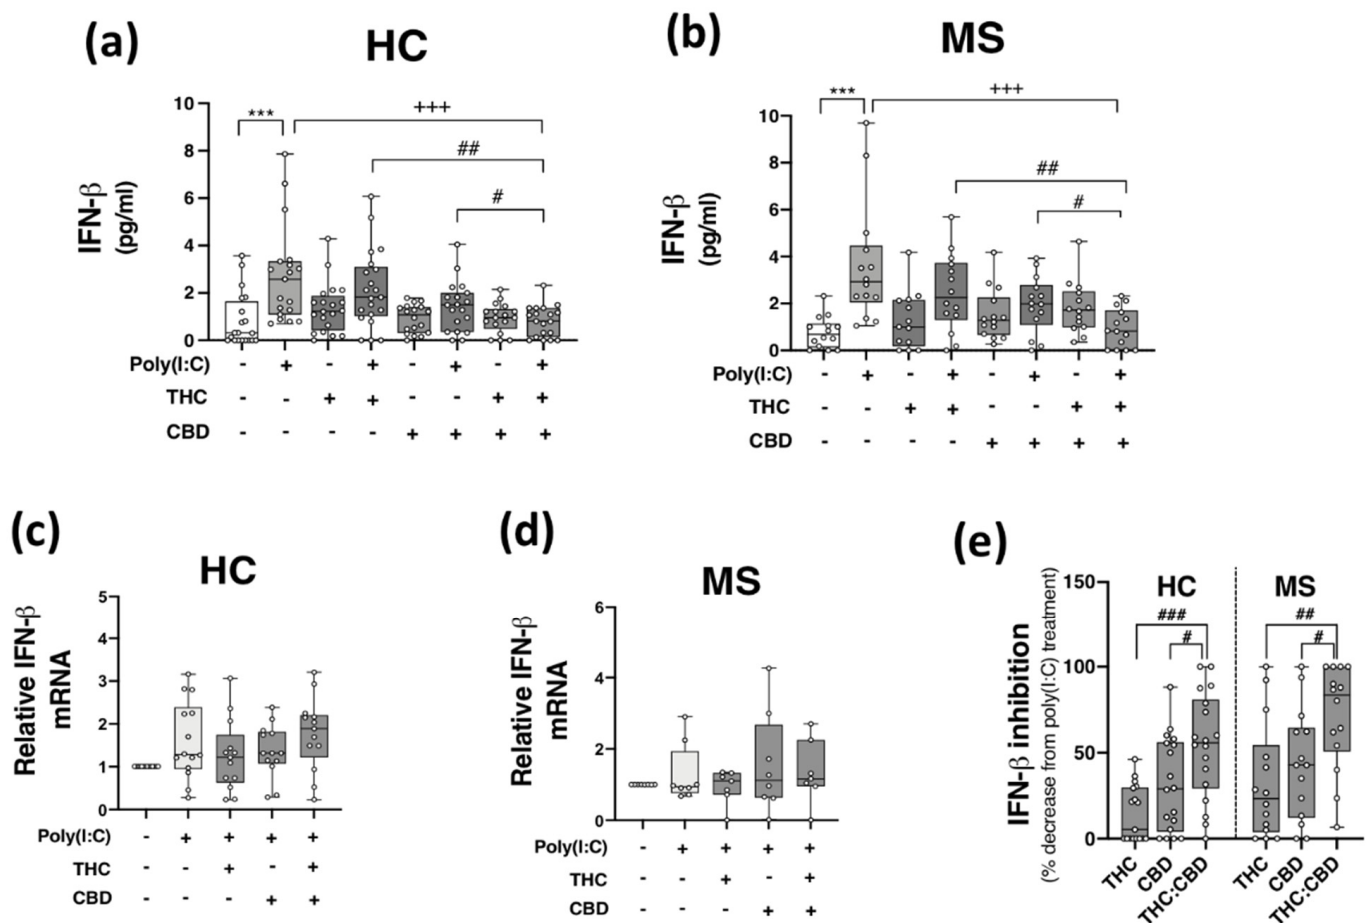 (a)
HC
IFN-β
(pg/ml)
10
8
6
4
2
0
***
+++
##
#
Poly(I:C) - + - + - + - +
THC - - + + - - + +
CBD - - - - + + + +
(b)
MS
IFN-β
(pg/ml)
10
8
6
4
2
0
***
+++
##
#
Poly(I:C) - + - + - + - +
THC - - + + - - + +
CBD - - - - + + + +
(c)
HC
Relative IFN-β
mRNA
5
4
3
2
1
0
Poly(I:C) - + + + +
THC - - + - +
CBD - - - + +
(d)
MS
Relative IFN-β
mRNA
6
4
2
0
Poly(I:C) - + + + +
THC - - + - +
CBD - - - + +
(e)
IFN-β inhibition
(% decrease from poly(I:C) treatment)
150
100
50
0
HC
###
#
MS
##
#
THC
CBD
THC:CBD
THC
CBD
THC:CBD